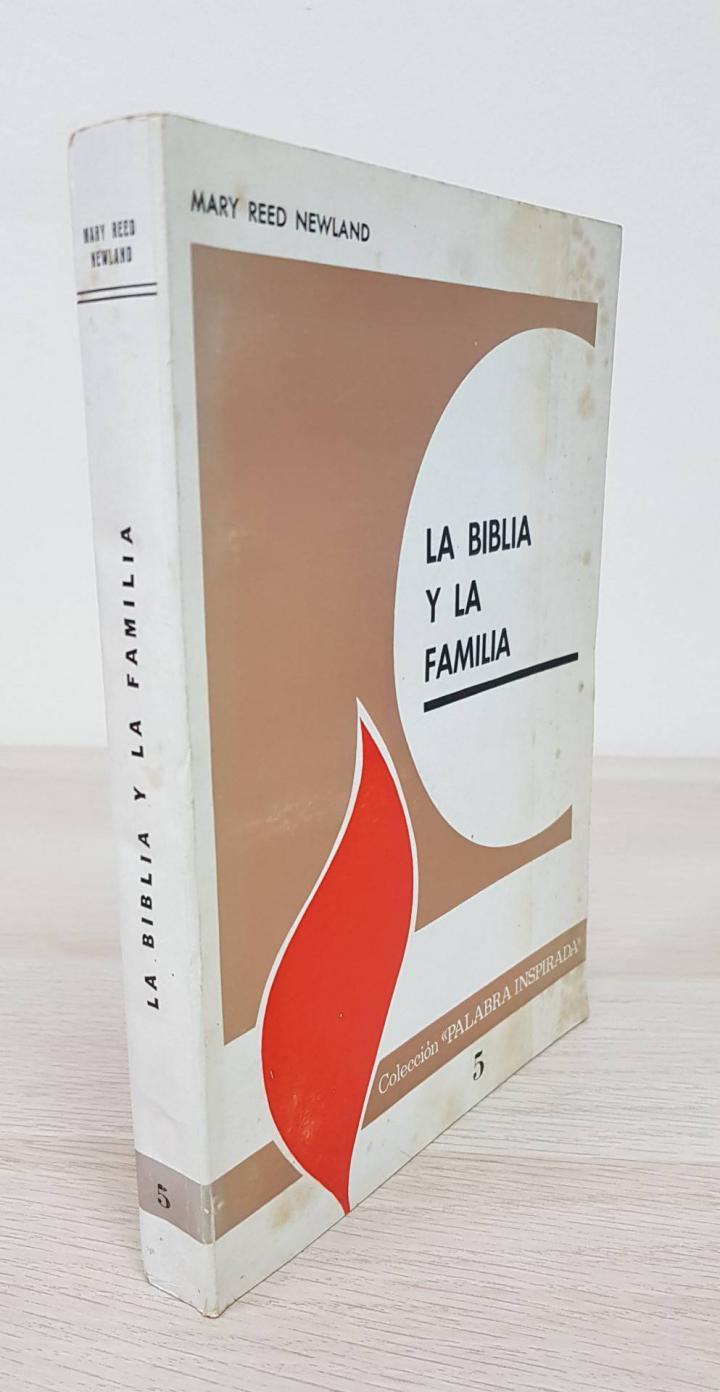 MARY REED
NEWLAND
LA BIBLIA Y LA FAMILIA
5
MARY REED NEWLAND
LA BIBLIA
Y LA
FAMILIA
Colección «PALABRA INSPIRADA»
5